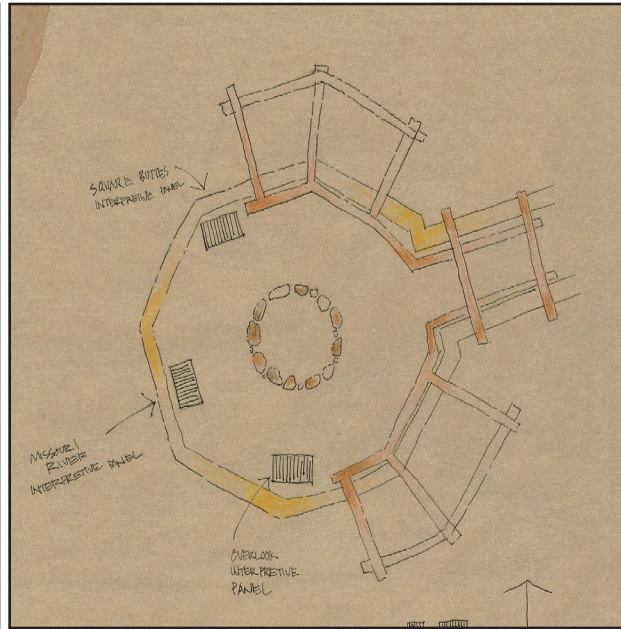 SQUARE BUTTES
INTERPRETIVE PANEL
MISSOURI
RIVER
INTERPRETIVE PANEL
OVERLOOK
INTERPRETIVE
PANEL